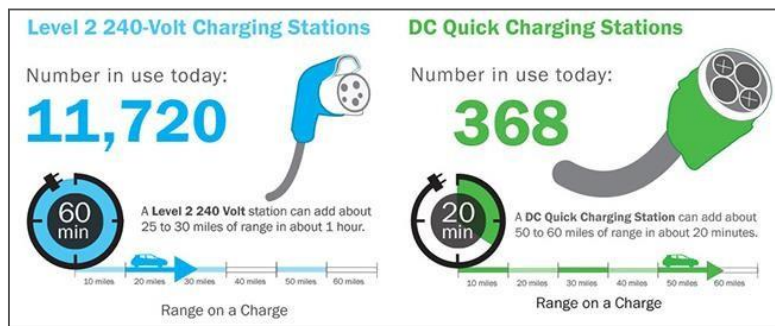 Level 2 240-Volt Charging Stations
Number in use today:
11,720
60
min
A Level 2 240 Volt station can add about
25 to 30 miles of range in about 1 hour.
10 miles 20 miles 30 miles 40 miles 50 miles 60 miles
Range on a Charge
DC Quick Charging Stations
Number in use today:
368
20
min
A DC Quick Charging Station can add about
50 to 60 miles of range in about 20 minutes.
10 miles 20 miles 30 miles 40 miles 50 miles 60 miles
Range on a Charge